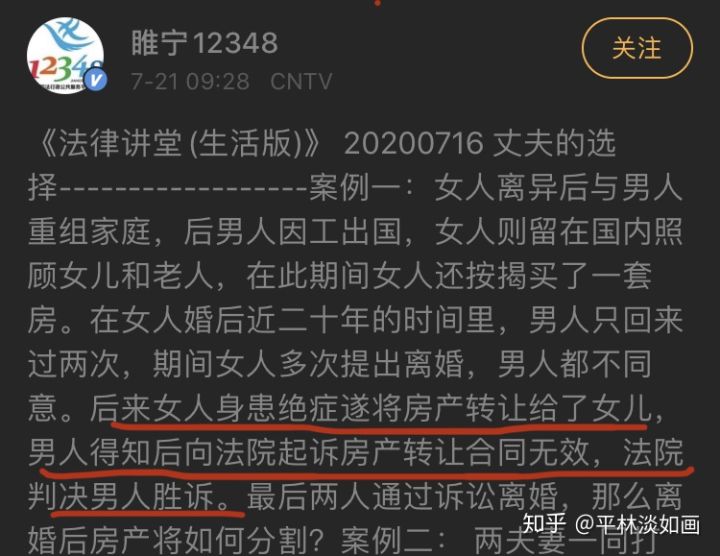 睢宁12348
关注
7-21 09:28 CNTV
12348
《法律讲堂(生活版)》 20200716 丈夫的选
择------------------案例一：女人离异后与男人
重组家庭，后男人因工出国，女人则留在国内照
顾女儿和老人，在此期间女人还按揭买了一套
房。在女人婚后近二十年的时间里，男人只回来
过两次，期间女人多次提出离婚，男人都不同
意。后来女人身患绝症遂将房产转让给了女儿，
男人得知后向法院起诉房产转让合同无效，法院
判决男人胜诉。最后两人通过诉讼离婚，那么离
婚后房产将如何分割？案例二：两夫妻一同打
知乎 @平林淡如画